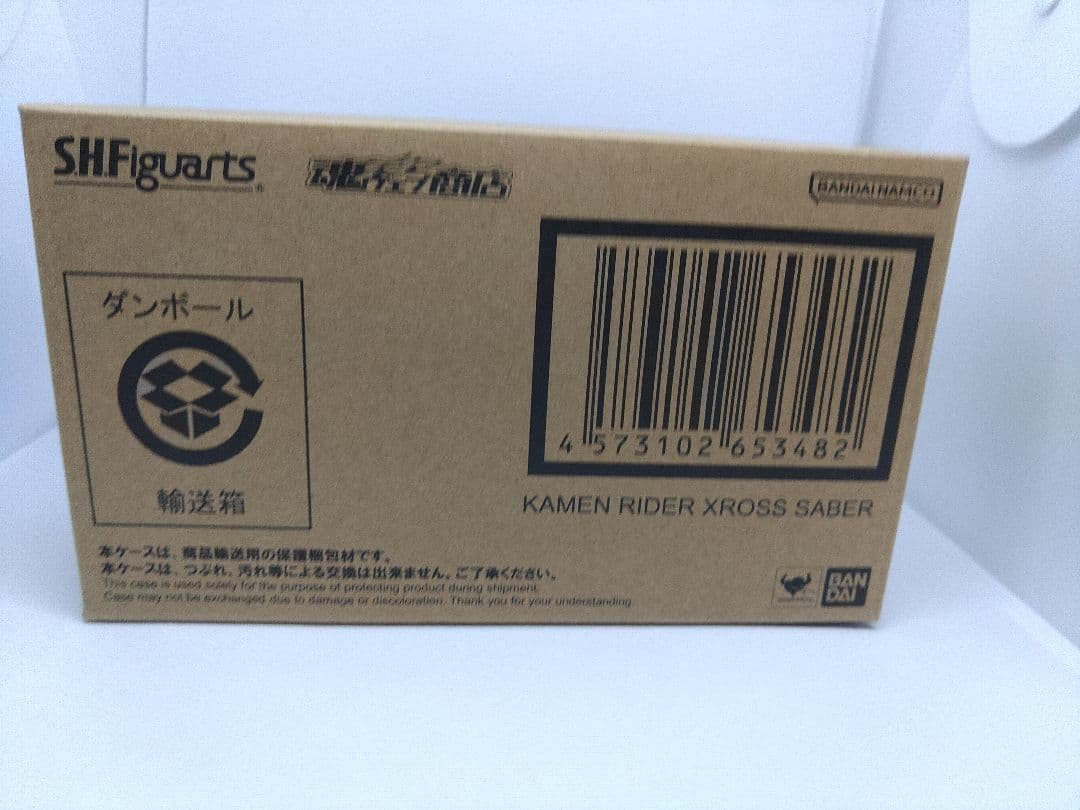 S.H.Figuarts
魂ウェブ商店
BANDAI NAMCO
ダンボール
輸送箱
4 573102 653482
KAMEN RIDER XROSS SABER
本ケースは、商品輸送用の保護梱包材です。
本ケースは、つぶれ、汚れ等による交換は出来ません。ご了承ください。
This case is used solely for the purpose of protecting product during shipment.
Case may not be exchanged due to damage or discoloration. Thank you for your understanding.
BAN
DAI